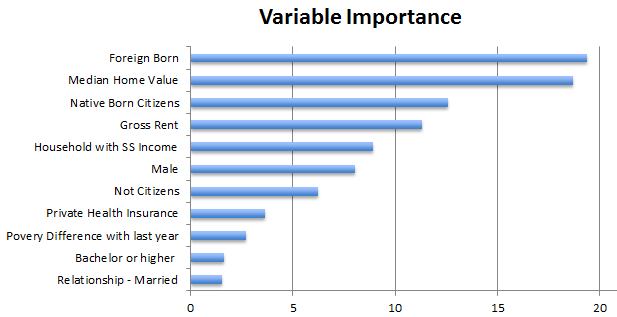 Variable Importance
Foreign Born
Median Home Value
Native Born Citizens
Gross Rent
Household with SS Income
Male
Not Citizens
Private Health Insurance
Povery Difference with last year
Bachelor or higher
Relationship - Married
0 5 10 15 20